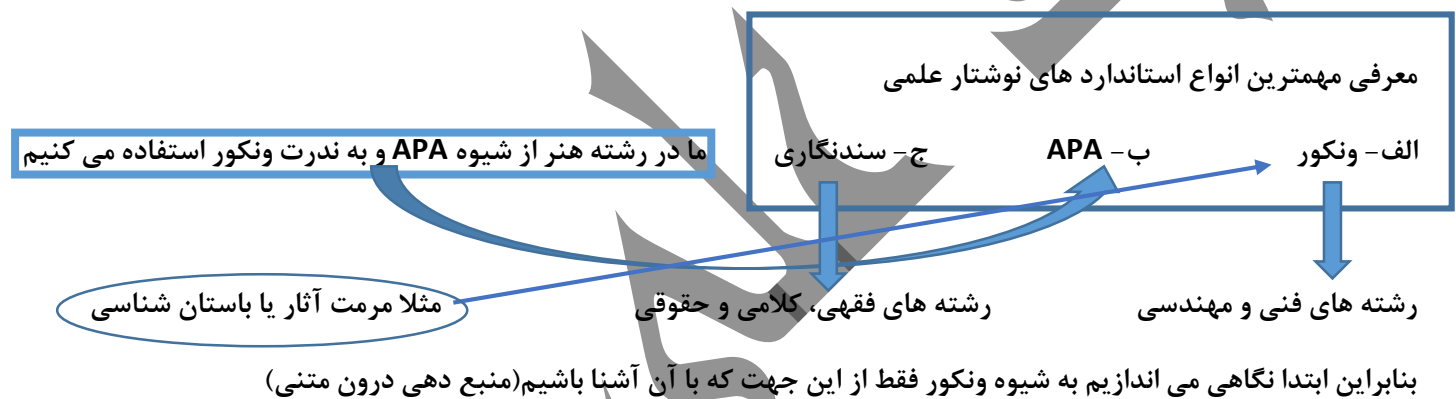 معرفی مهمترین انواع استاندارد های نوشتار علمی
الف- ونکور ب- APA ج- سندنگاری ما در رشته هنر از شیوه APA و به ندرت ونکور استفاده می کنیم
رشته های فنی و مهندسی رشته های فقهی، کلامی و حقوقی مثلا مرمت آثار یا باستان شناسی
بنابراین ابتدا نگاهی می اندازیم به شیوه ونکور فقط از این جهت که با آن آشنا باشیم(منبع دهی درون متنی)